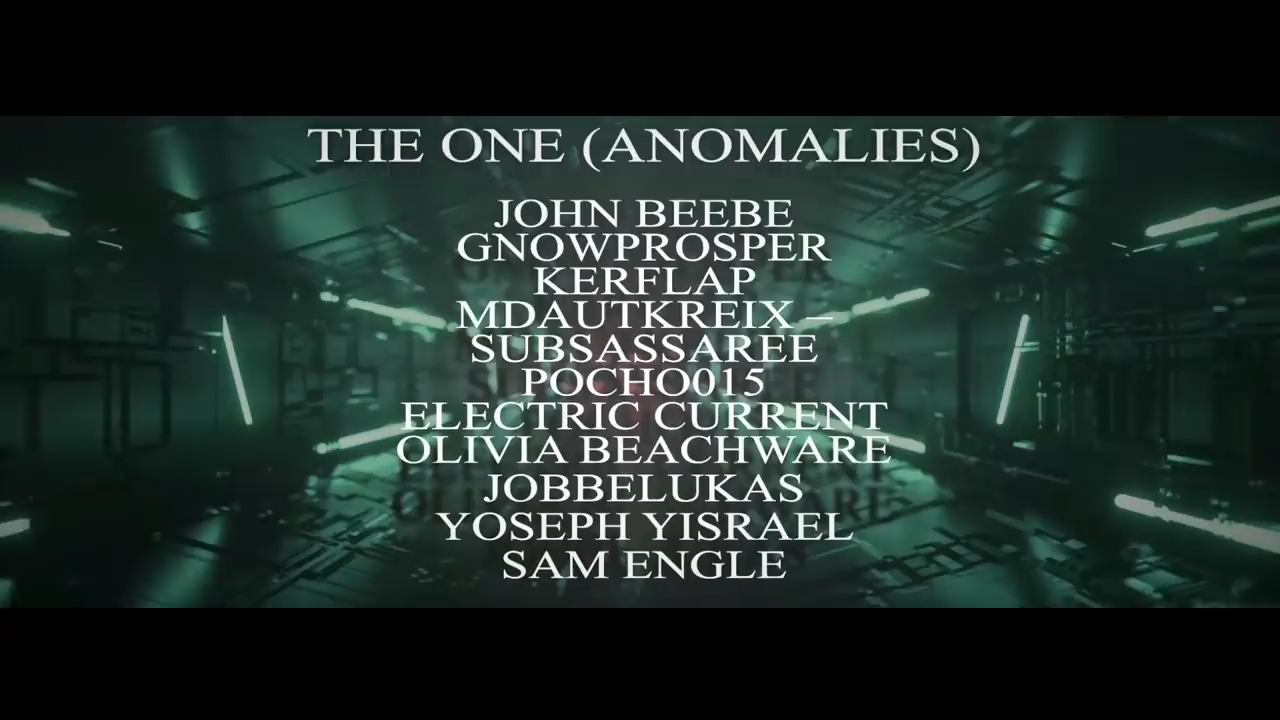 THE ONE (ANOMALIES)
JOHN BEEBE
GNOWPROSPER
KERFLAP
MDAUTKREIX –
SUBSASSAREE
POCHO015
ELECTRIC CURRENT
OLIVIA BEACHWARE
JOBBELUKAS
YOSEPH YISRAEL
SAM ENGLE